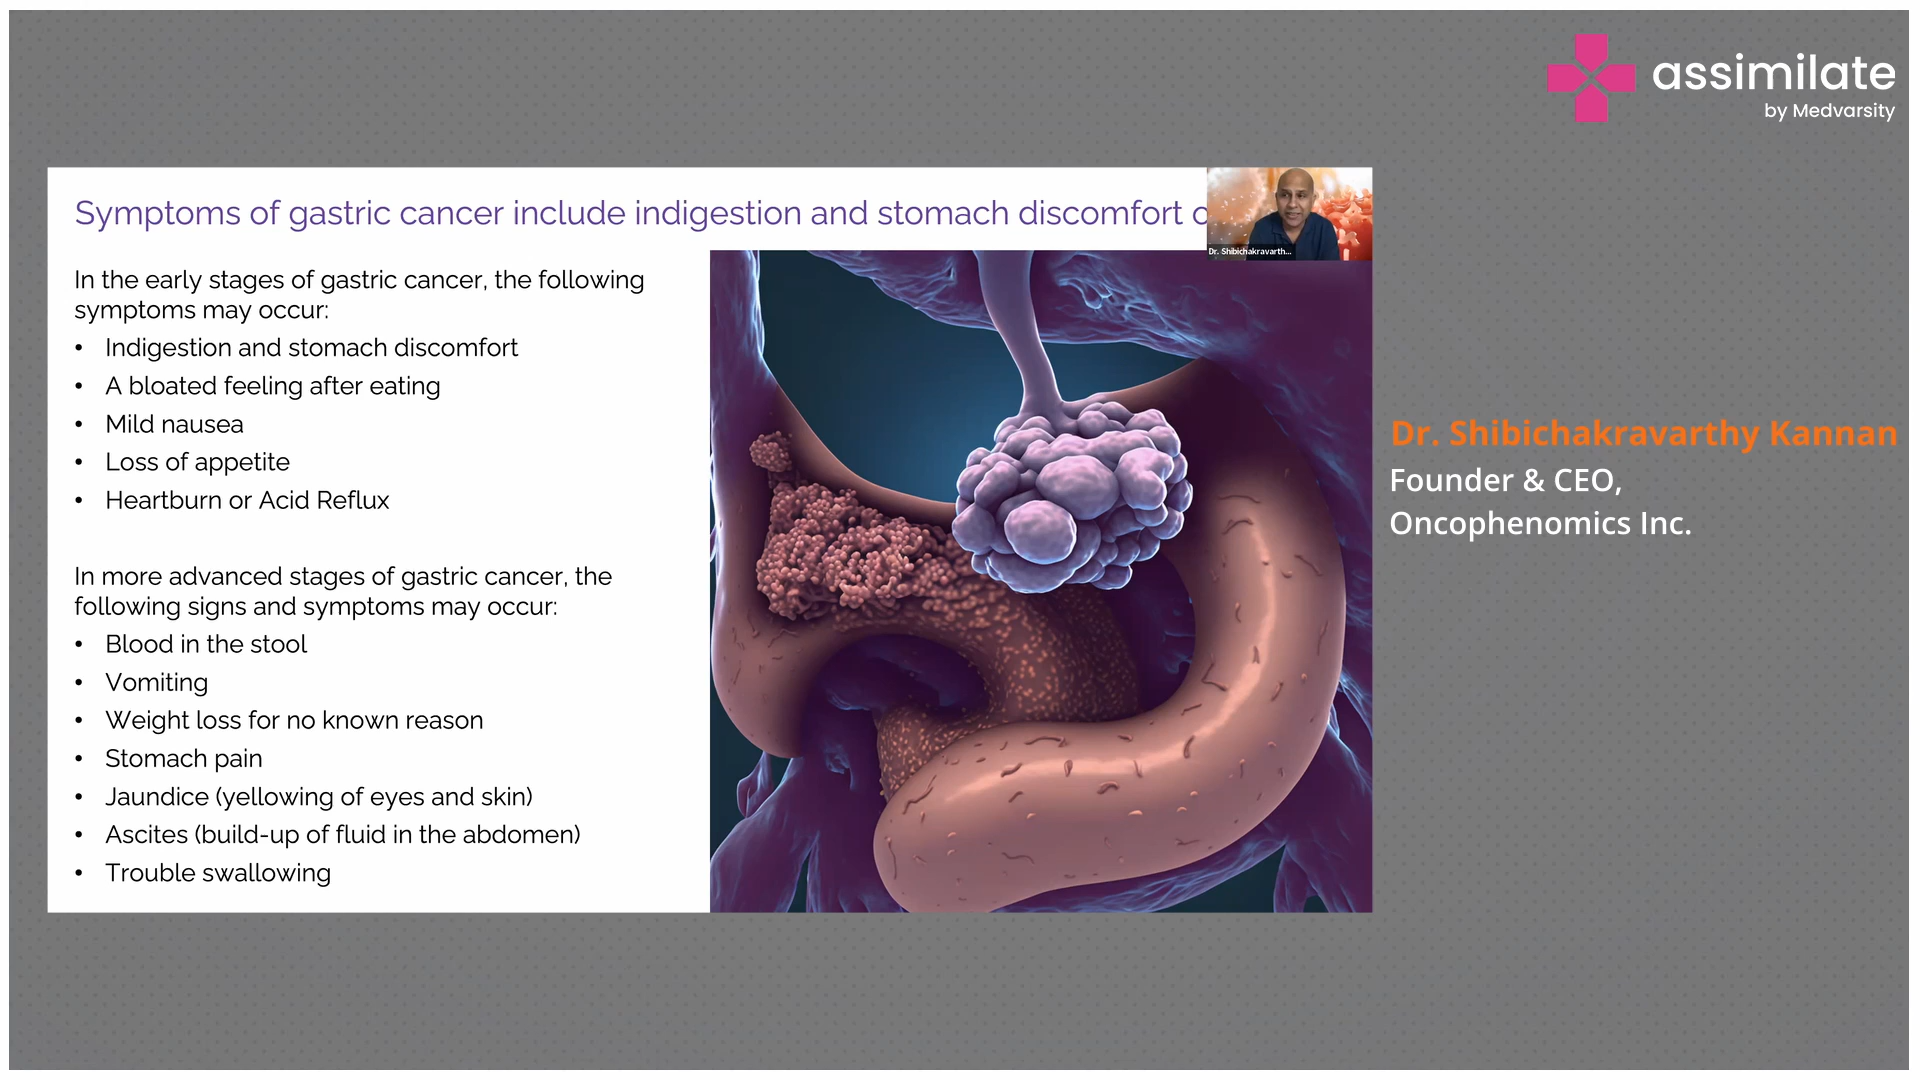 assimilate
by Medvarsity
Symptoms of gastric cancer include indigestion and stomach discomfort
Dr. Shibichakravarth...
In the early stages of gastric cancer, the following
symptoms may occur:
• Indigestion and stomach discomfort
• A bloated feeling after eating
• Mild nausea
• Loss of appetite
• Heartburn or Acid Reflux
In more advanced stages of gastric cancer, the
following signs and symptoms may occur:
• Blood in the stool
• Vomiting
• Weight loss for no known reason
• Stomach pain
• Jaundice (yellowing of eyes and skin)
• Ascites (build-up of fluid in the abdomen)
• Trouble swallowing
Dr. Shibichakravarthy Kannan
Founder & CEO,
Oncophenomics Inc.